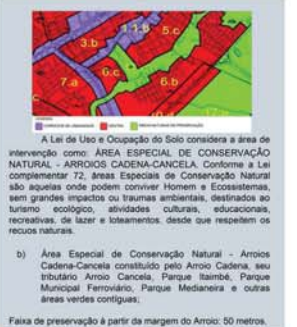 1.1.B
5.c
3.b
6.c
7.a
6.b
A Lei de Uso e Ocupação do Solo considera a área de
intervenção como: ÁREA ESPECIAL DE CONSERVAÇÃO
NATURAL - ARROIOS CADENA-CANCELA. Conforme a Lei
complementar 72, áreas Especiais de Conservação Natural
são aquelas onde podem conviver Homem e Ecossistemas,
sem grandes impactos ou traumas ambientais, destinados ao
turismo ecológico, atividades culturais, educacionais,
recreativas, de lazer e loteamentos. desde que respeitem os
recuos naturais.
b) Área Especial de Conservação Natural - Arroios
Cadena-Cancela constituído pelo Arroio Cadena, seu
tributário Arroio Cancela, Parque Itaimbé, Parque
Municipal Ferroviário, Parque Medianeira e outras
áreas verdes contíguas;
Faixa de preservação à partir da margem do Arroio: 50 metros.